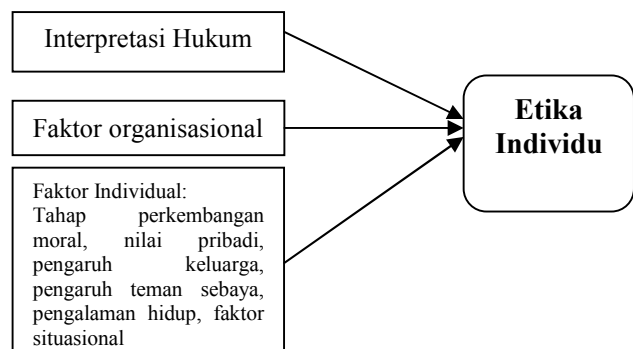 Interpretasi Hukum
Faktor organisasional
Faktor Individual:
Tahap perkembangan
moral, nilai pribadi,
pengaruh keluarga,
pengaruh teman sebaya,
pengalaman hidup, faktor
situasional
Etika
Individu